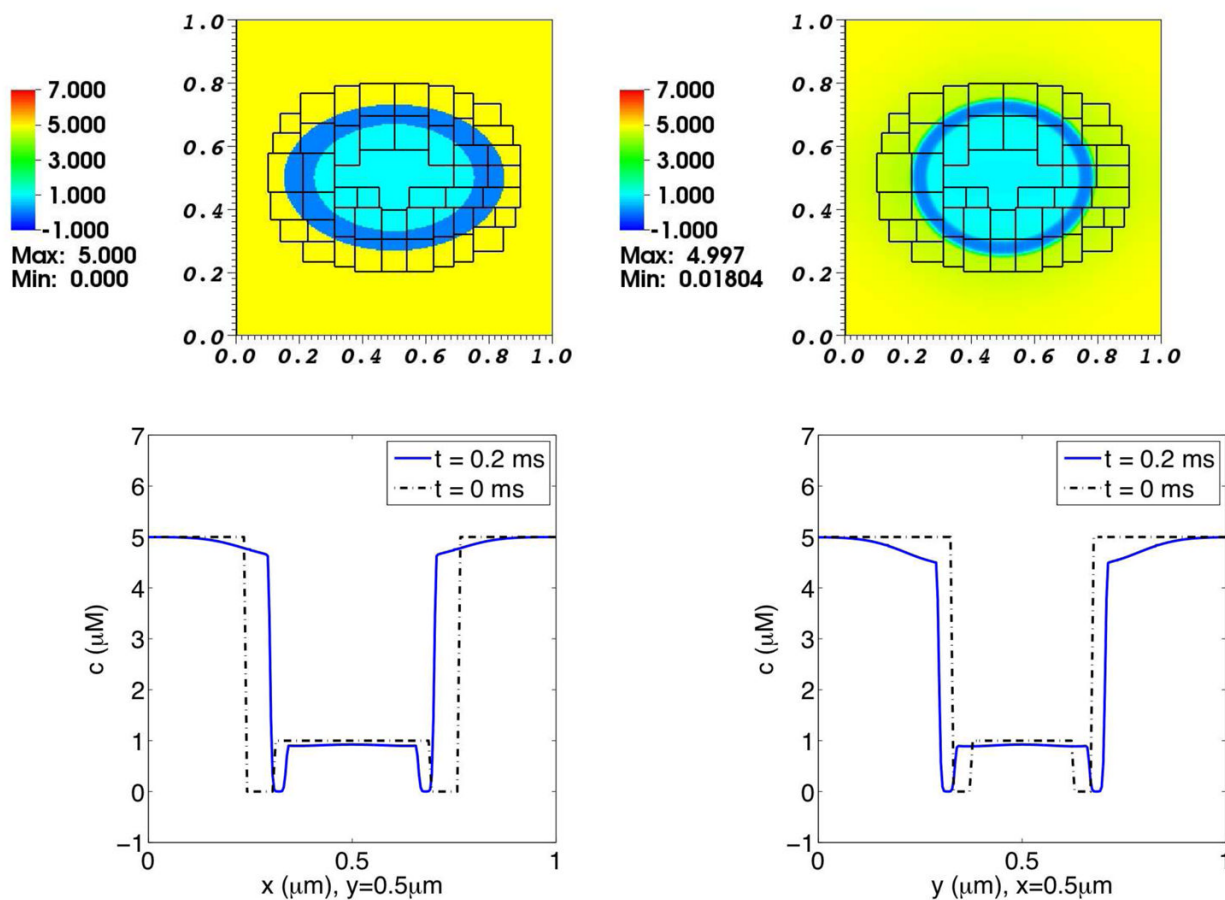 1.0
0.8
0.6
0.4
0.2
0.0
0.0 0.2 0.4 0.6 0.8 1.0
7.000
5.000
3.000
1.000
-1.000
Max: 5.000
Min: 0.000
1.0
0.8
0.6
0.4
0.2
0.0
0.0 0.2 0.4 0.6 0.8 1.0
7.000
5.000
3.000
1.000
-1.000
Max: 4.997
Min: 0.01804
7
6
5
4
3
2
1
0
−1
c (μM)
t = 0.2 ms
t = 0 ms
0 0.5 1
x (μm), y=0.5μm
7
6
5
4
3
2
1
0
−1
c (μM)
t = 0.2 ms
t = 0 ms
0 0.5 1
y (μm), x=0.5μm